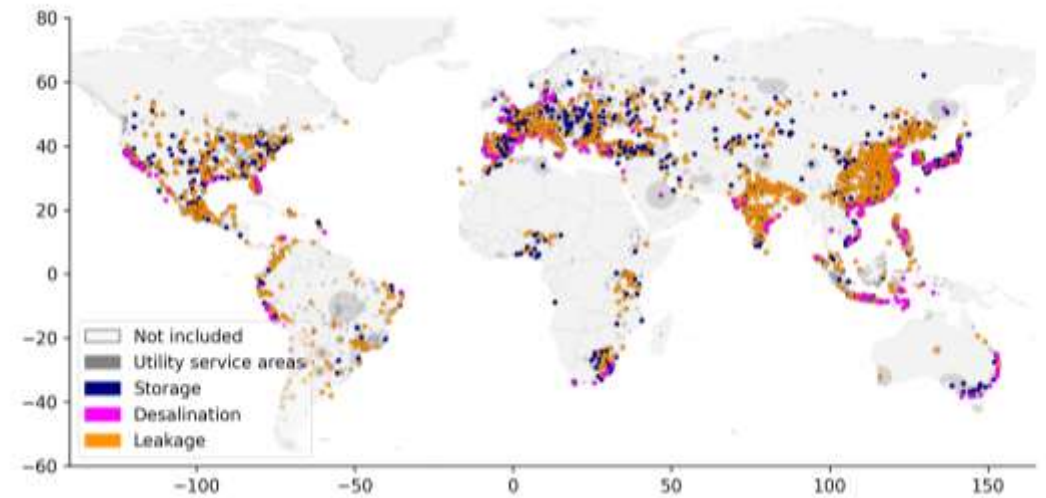 80
60
40
20
0
−20
−40
−60
Not included
Utility service areas
Storage
Desalination
Leakage
−100 −50 0 50 100 150